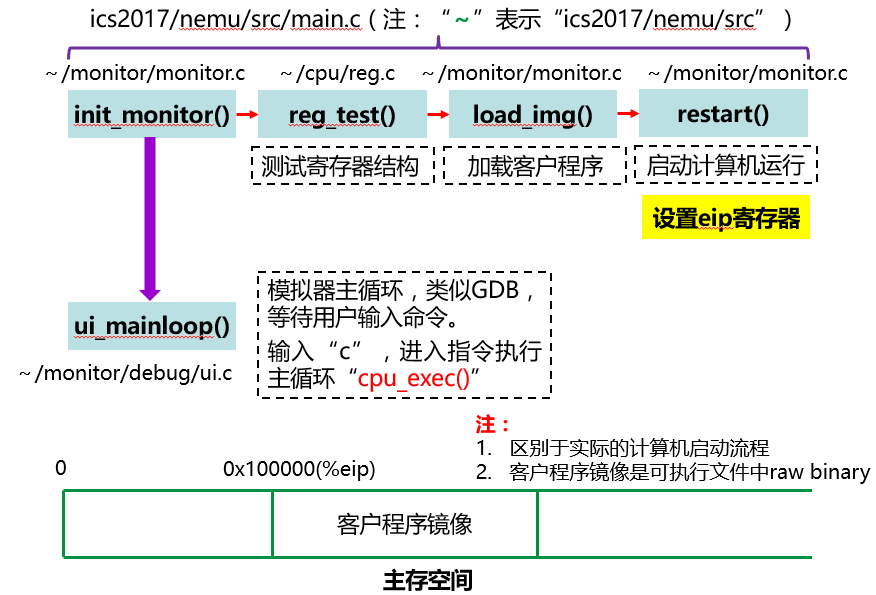 ics2017/nemu/src/main.c（注：“~”表示“ics2017/nemu/src”）
~/monitor/monitor.c ~/cpu/reg.c ~/monitor/monitor.c ~/monitor/monitor.c
init_monitor() reg_test() load_img() restart()
测试寄存器结构 加载客户程序 启动计算机运行
设置eip寄存器
模拟器主循环，类似GDB，
等待用户输入命令。
输入“c”，进入指令执行
主循环“cpu_exec()”
ui_mainloop()
~/monitor/debug/ui.c
注：
1. 区别于实际的计算机启动流程
2. 客户程序镜像是可执行文件中raw binary
0 0x100000(%eip)
客户程序镜像
主存空间